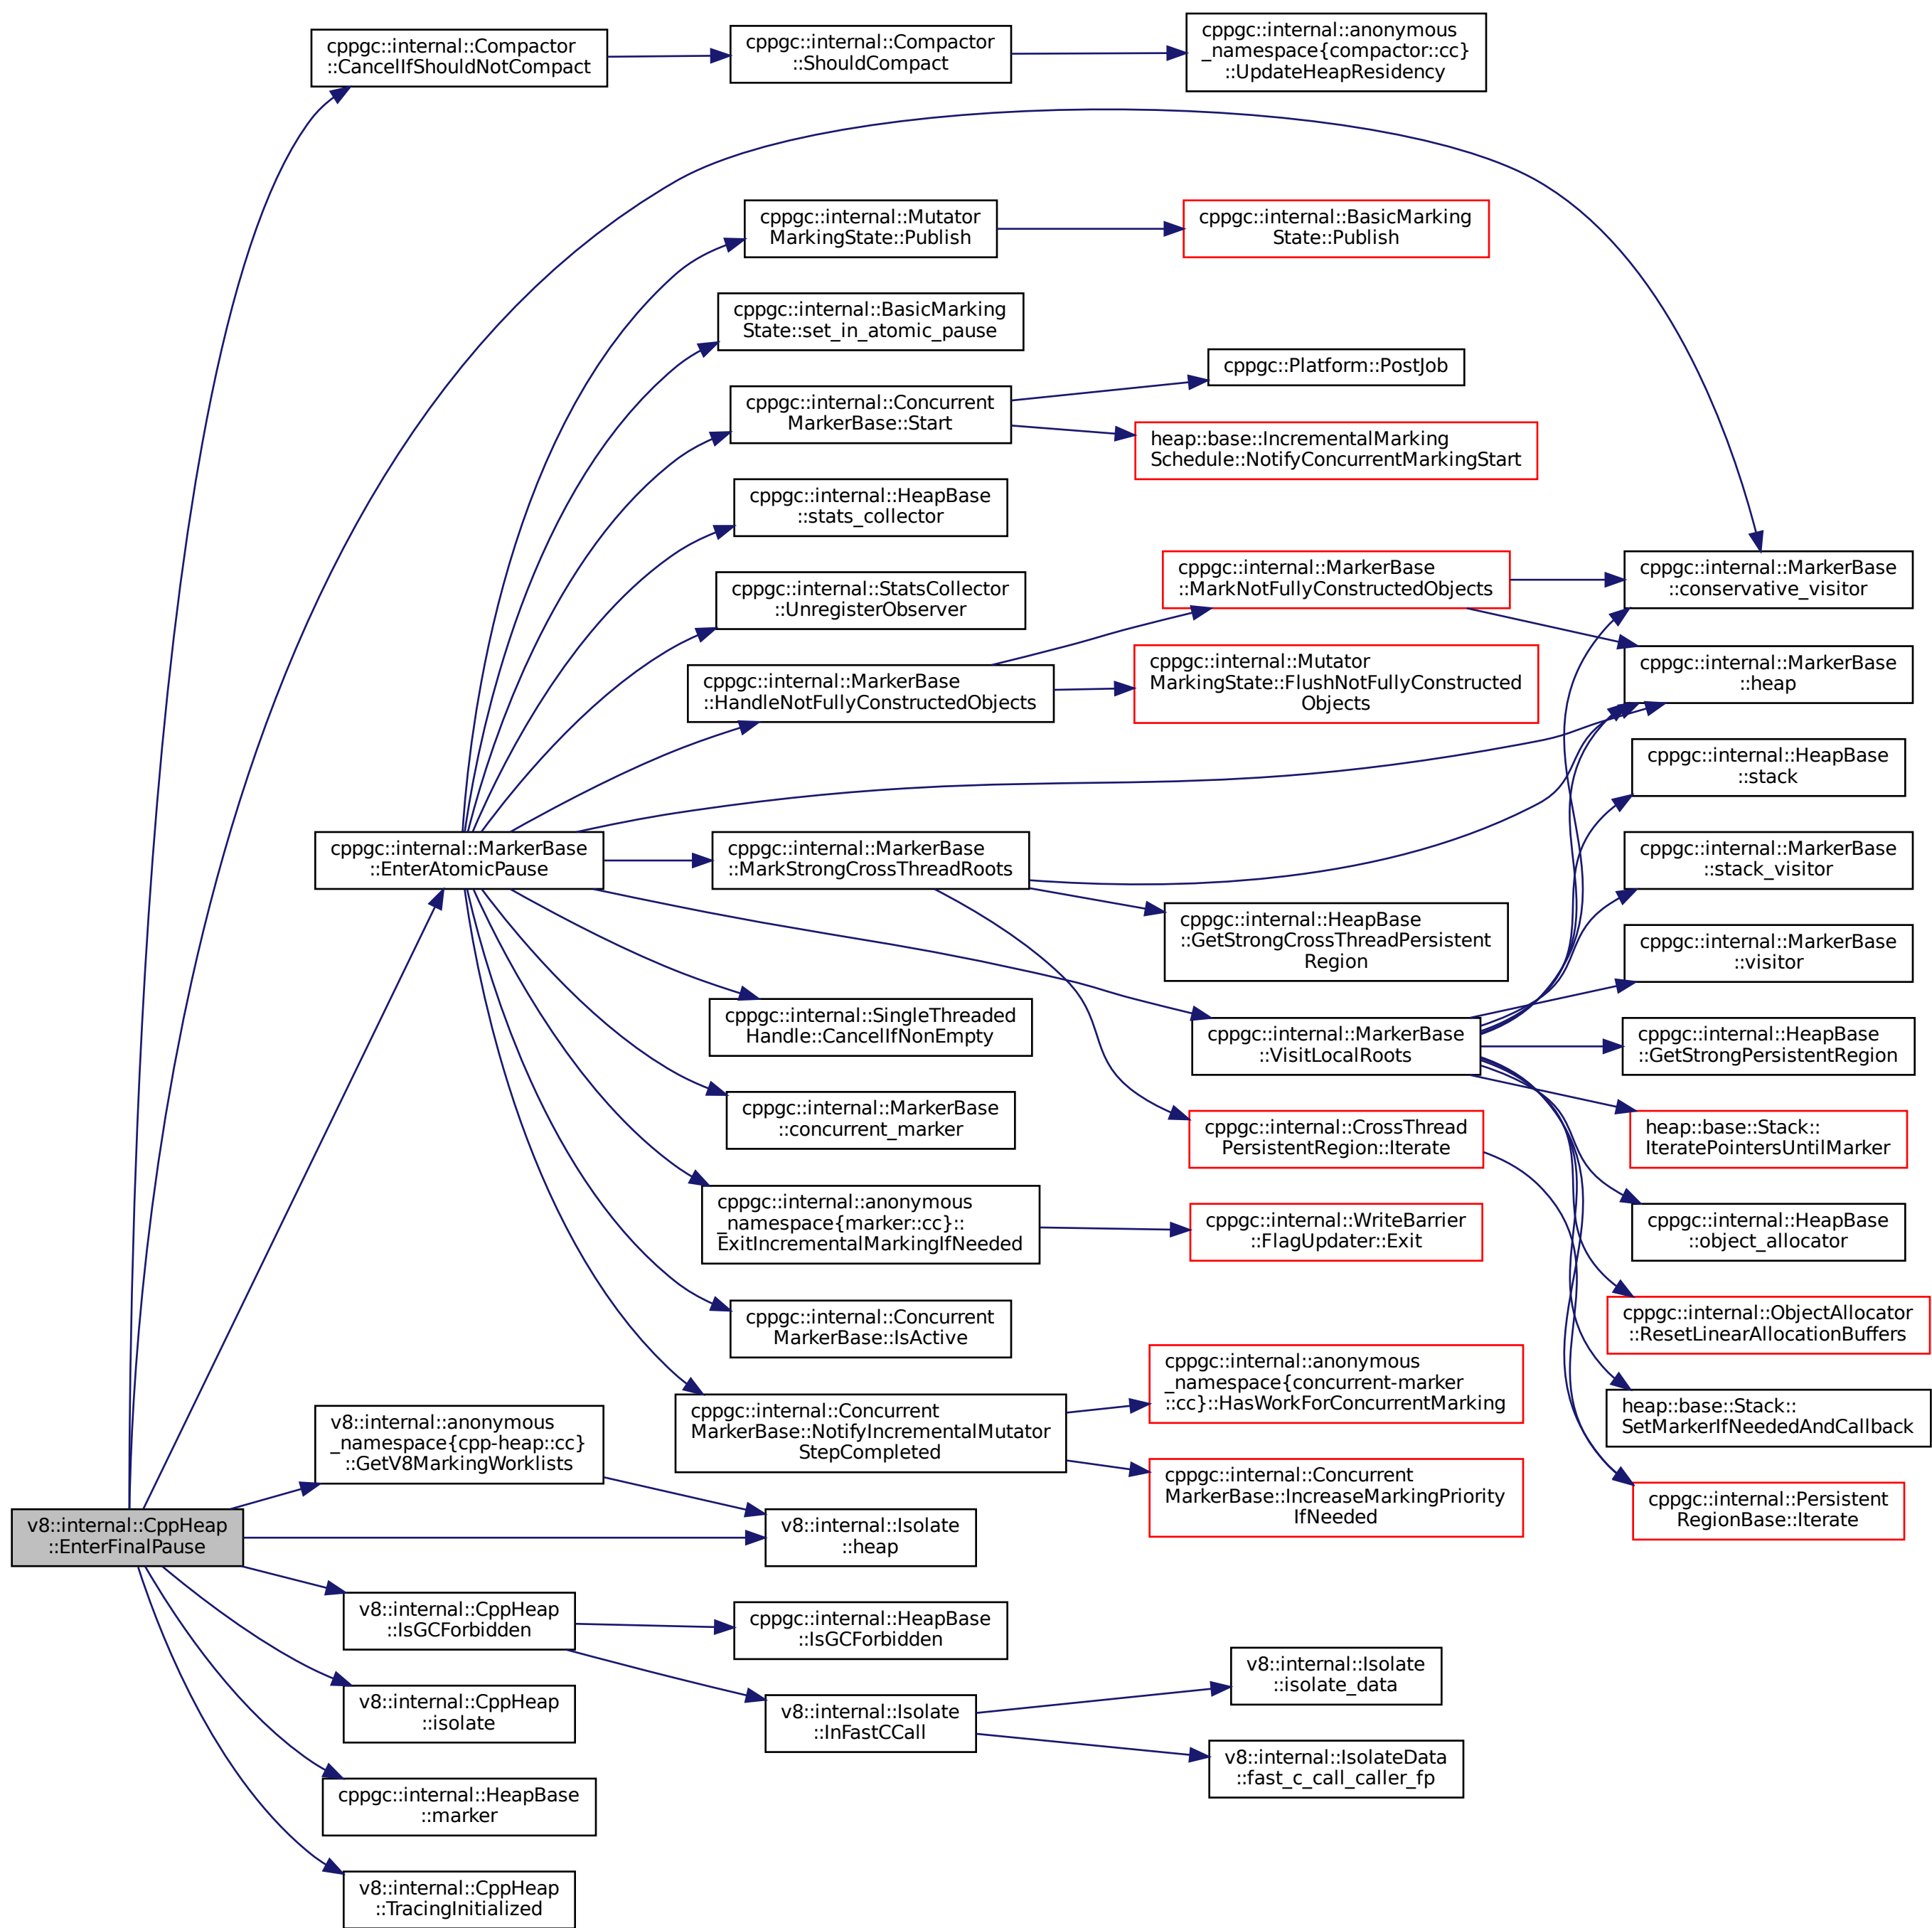 cppgc::internal::Compactor
::CancelIfShouldNotCompact
cppgc::internal::Compactor
::ShouldCompact
cppgc::internal::anonymous
_namespace{compactor::cc}
::UpdateHeapResidency
cppgc::internal::Mutator
MarkingState::Publish
cppgc::internal::BasicMarking
State::Publish
cppgc::internal::BasicMarking
State::set_in_atomic_pause
cppgc::internal::Concurrent
MarkerBase::Start
cppgc::Platform::PostJob
heap::base::IncrementalMarking
Schedule::NotifyConcurrentMarkingStart
cppgc::internal::HeapBase
::stats_collector
cppgc::internal::StatsCollector
::UnregisterObserver
cppgc::internal::MarkerBase
::MarkNotFullyConstructedObjects
cppgc::internal::MarkerBase
::conservative_visitor
cppgc::internal::MarkerBase
::HandleNotFullyConstructedObjects
cppgc::internal::Mutator
MarkingState::FlushNotFullyConstructed
Objects
cppgc::internal::MarkerBase
::heap
cppgc::internal::HeapBase
::stack
cppgc::internal::MarkerBase
::EnterAtomicPause
cppgc::internal::MarkerBase
::MarkStrongCrossThreadRoots
cppgc::internal::MarkerBase
::stack_visitor
cppgc::internal::HeapBase
::GetStrongCrossThreadPersistent
Region
cppgc::internal::MarkerBase
::visitor
cppgc::internal::SingleThreaded
Handle::CancelIfNonEmpty
cppgc::internal::MarkerBase
::VisitLocalRoots
cppgc::internal::HeapBase
::GetStrongPersistentRegion
cppgc::internal::MarkerBase
::concurrent_marker
cppgc::internal::CrossThread
PersistentRegion::Iterate
heap::base::Stack::
IteratePointersUntilMarker
cppgc::internal::anonymous
_namespace{marker::cc}::
ExitIncrementalMarkingIfNeeded
cppgc::internal::WriteBarrier
::FlagUpdater::Exit
cppgc::internal::HeapBase
::object_allocator
cppgc::internal::Concurrent
MarkerBase::IsActive
cppgc::internal::ObjectAllocator
::ResetLinearAllocationBuffers
cppgc::internal::Concurrent
MarkerBase::NotifyIncrementalMutator
StepCompleted
cppgc::internal::anonymous
_namespace{concurrent-marker
::cc}::HasWorkForConcurrentMarking
heap::base::Stack::
SetMarkerIfNeededAndCallback
cppgc::internal::Concurrent
MarkerBase::IncreaseMarkingPriority
IfNeeded
cppgc::internal::Persistent
RegionBase::Iterate
v8::internal::anonymous
_namespace{cpp-heap::cc}
::GetV8MarkingWorklists
v8::internal::CppHeap
::EnterFinalPause
v8::internal::Isolate
::heap
v8::internal::CppHeap
::IsGCForbidden
cppgc::internal::HeapBase
::IsGCForbidden
v8::internal::CppHeap
::isolate
v8::internal::Isolate
::InFastCCall
v8::internal::Isolate
::isolate_data
v8::internal::IsolateData
::fast_c_call_caller_fp
cppgc::internal::HeapBase
::marker
v8::internal::CppHeap
::TracingInitialized